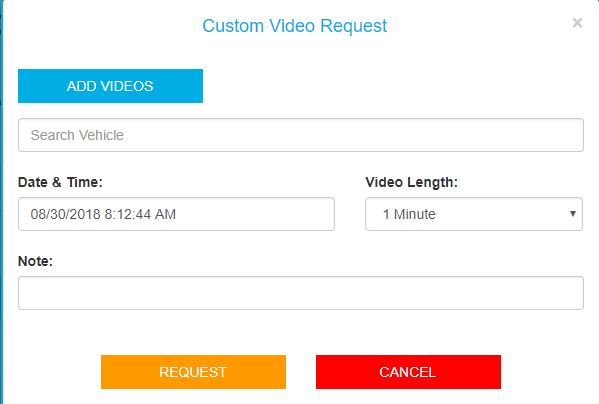 Custom Video Request
×
ADD VIDEOS
Search Vehicle
Date & Time: Video Length:
08/30/2018 8:12:44 AM 1 Minute
Note:
REQUEST CANCEL